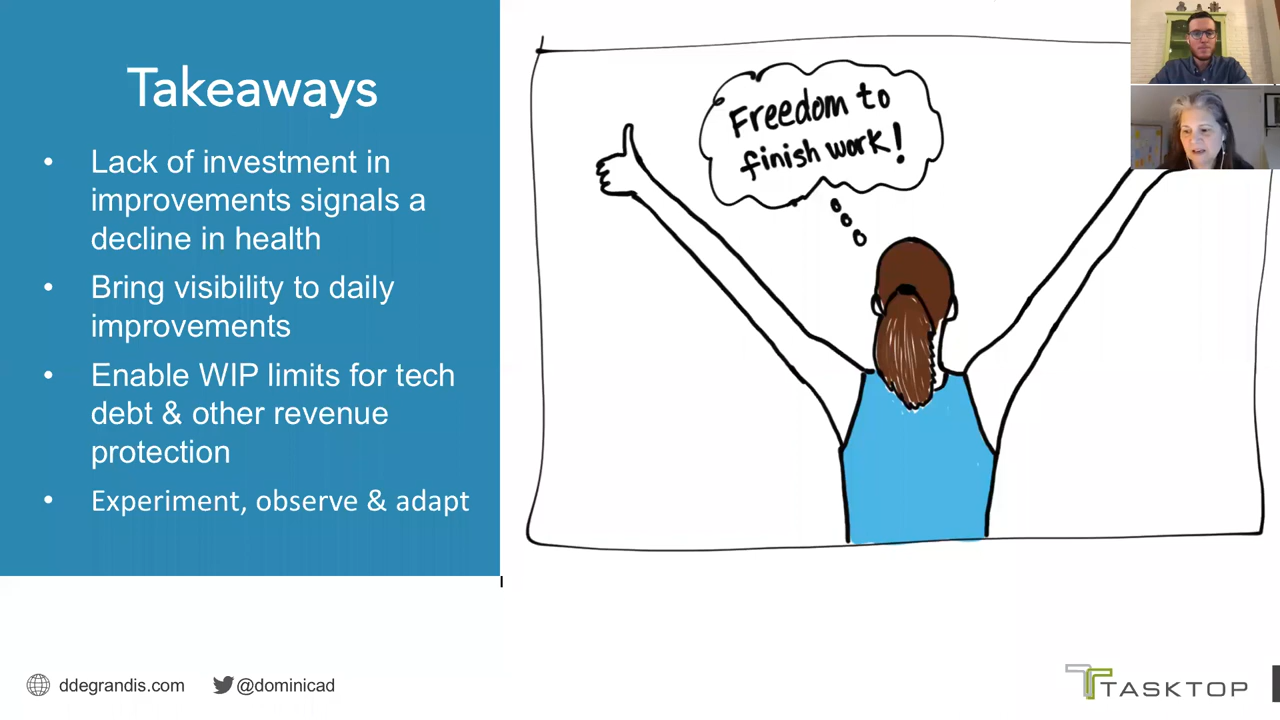 Takeaways
• Lack of investment in
improvements signals a
decline in health
• Bring visibility to daily
improvements
• Enable WIP limits for tech
debt & other revenue
protection
• Experiment, observe & adapt
Freedom to
finish work!
ddegrandis.com
@dominicad
TASKTOP